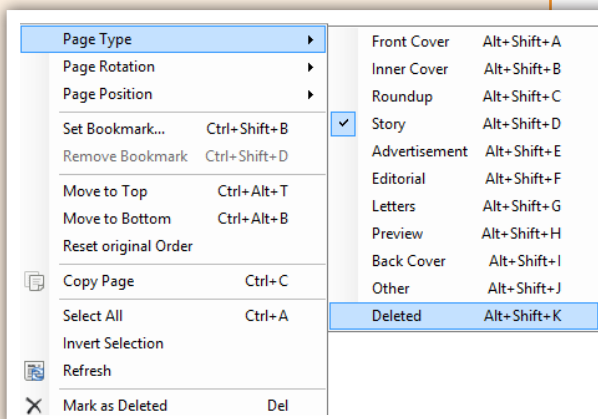 Page Type
Page Rotation
Page Position
Set Bookmark... Ctrl+Shift+B
Remove Bookmark Ctrl+Shift+D
Move to Top Ctrl+Alt+T
Move to Bottom Ctrl+Alt+B
Reset original Order
Copy Page Ctrl+C
Select All Ctrl+A
Invert Selection
Refresh
Mark as Deleted Del
Front Cover Alt+Shift+A
Inner Cover Alt+Shift+B
Roundup Alt+Shift+C
Story Alt+Shift+D
Advertisement Alt+Shift+E
Editorial Alt+Shift+F
Letters Alt+Shift+G
Preview Alt+Shift+H
Back Cover Alt+Shift+I
Other Alt+Shift+J
Deleted Alt+Shift+K